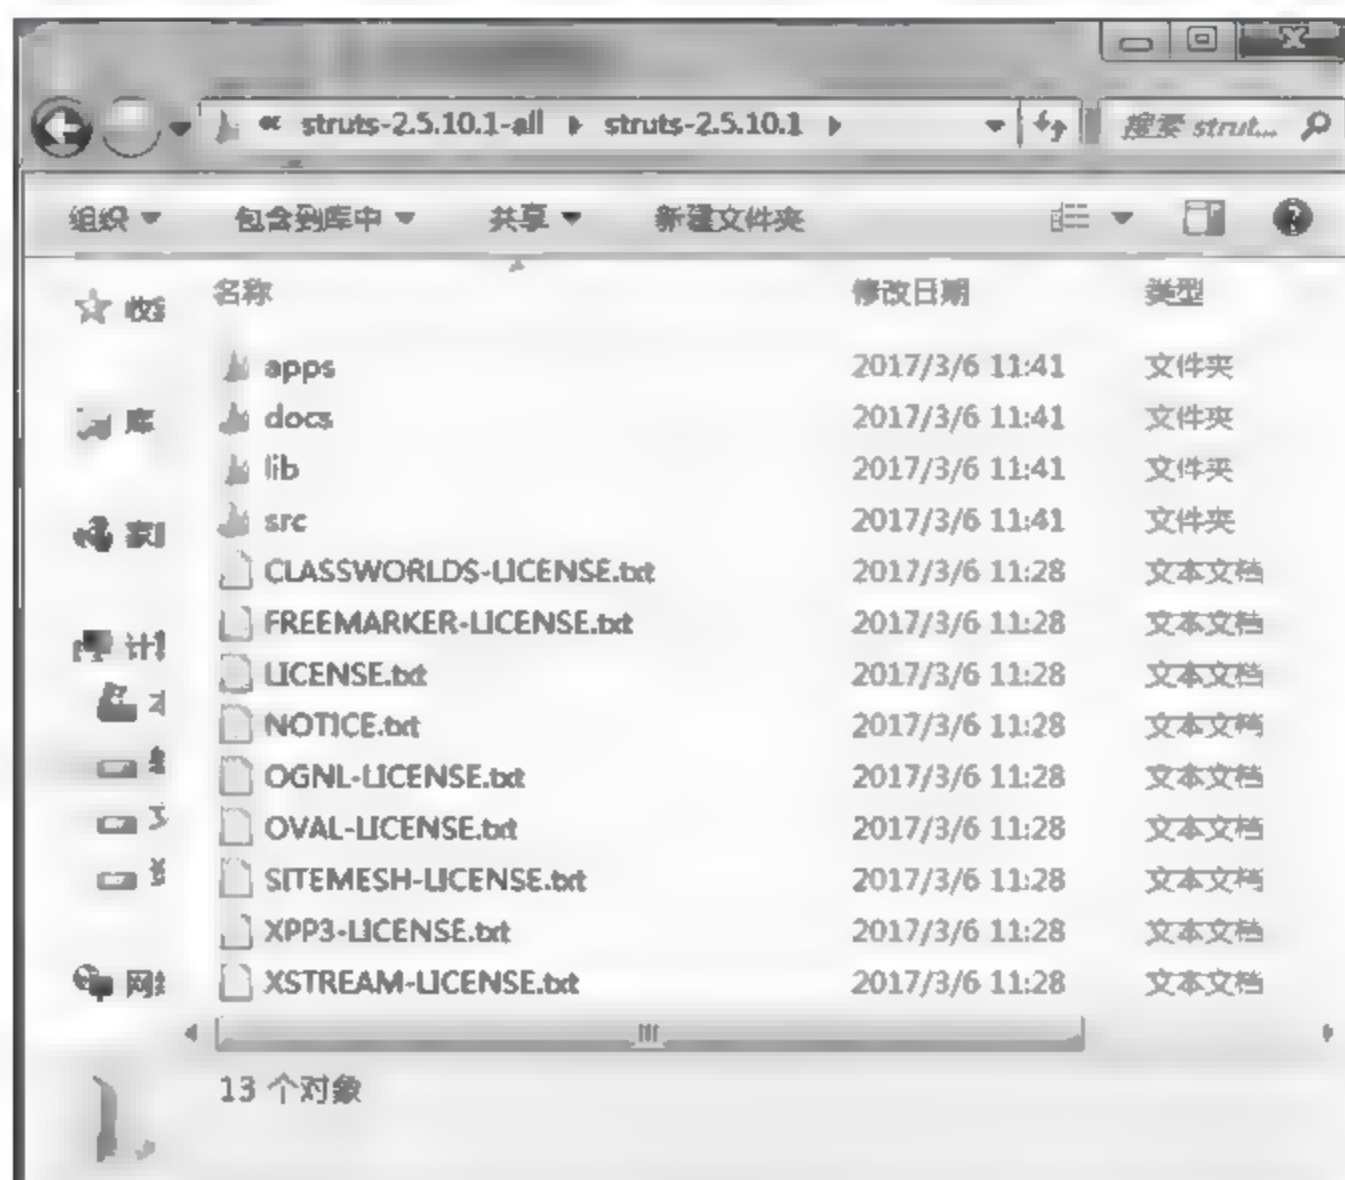 « struts-2.5.10.1-all ▸ struts-2.5.10.1 ▸ 搜索 strut...
组织 包含到库中 共享 新建文件夹
名称 修改日期 类型
apps 2017/3/6 11:41 文件夹
docs 2017/3/6 11:41 文件夹
库
lib 2017/3/6 11:41 文件夹
src 2017/3/6 11:41 文件夹
CLASSWORLDS-LICENSE.txt 2017/3/6 11:28 文本文档
FREEMARKER-LICENSE.txt 2017/3/6 11:28 文本文档
LICENSE.txt 2017/3/6 11:28 文本文档
NOTICE.txt 2017/3/6 11:28 文本文档
OGNL-LICENSE.txt 2017/3/6 11:28 文本文档
OVAL-LICENSE.txt 2017/3/6 11:28 文本文档
SITEMESH-LICENSE.txt 2017/3/6 11:28 文本文档
XPP3-LICENSE.txt 2017/3/6 11:28 文本文档
XSTREAM-LICENSE.txt 2017/3/6 11:28 文本文档
13 个对象